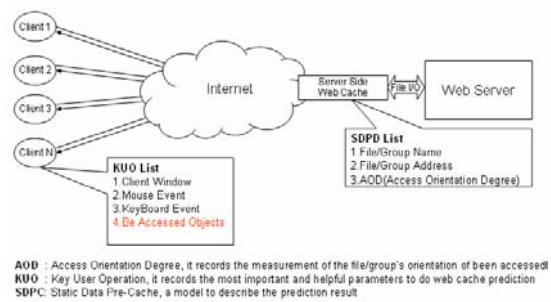 Client 1
Client 2
Client 3
Client N
Internet
Server Side
Web Cache
File I/O
Web Server
KUO List
1.Client Window
2.Mouse Event
3.KeyBoard Event
4.Be Accessed Objects
SDPD List
1.File/Group Name
2.File/Group Address
3.AOD(Access Orientation Degree)
AOD : Access Orientation Degree, it records the measurement of the file/group's orientation of been accessed
KUO : Key User Operation, it records the most important and helpful parameters to do web cache prediction
SDPC: Static Data Pre-Cache, a model to describe the prediction result